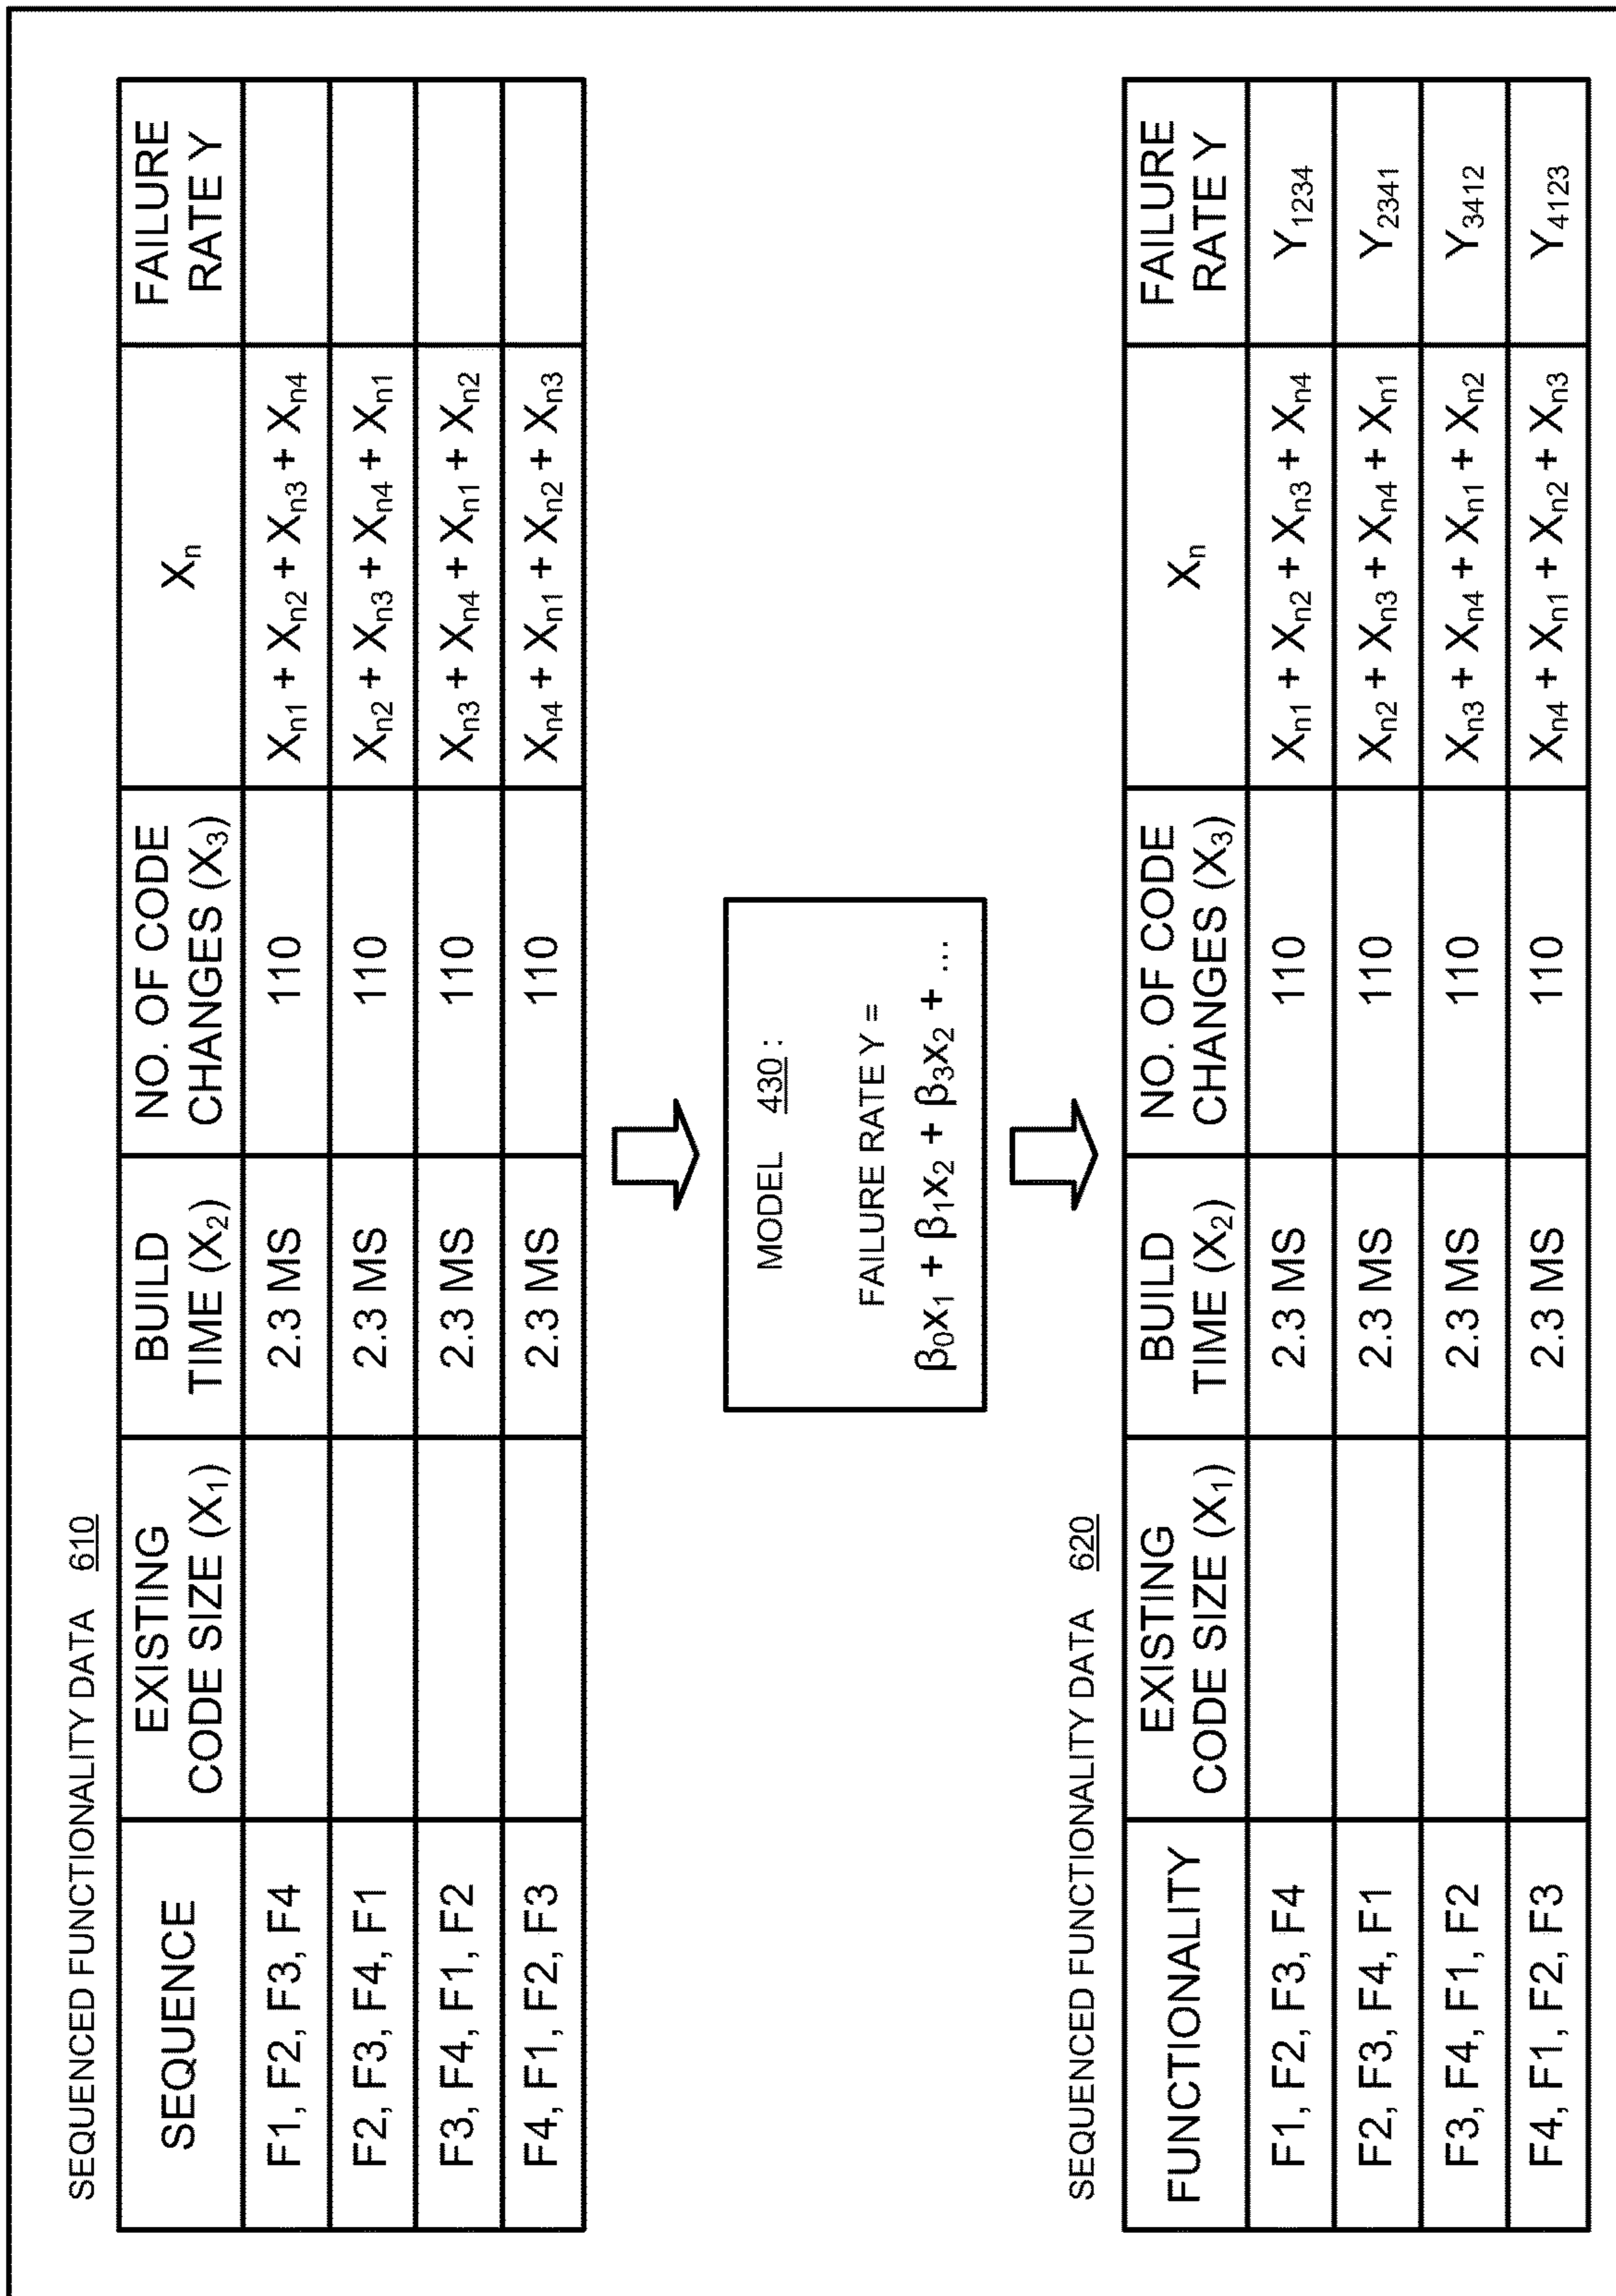 SEQUENCED FUNCTIONALITY DATA 610
SEQUENCE EXISTING CODE SIZE (X₁) BUILD TIME (X₂) NO. OF CODE CHANGES (X₃) Xₙ FAILURE RATE Y
F1, F2, F3, F4 2.3 MS 110 Xₙ₁ + Xₙ₂ + Xₙ₃ + Xₙ₄
F2, F3, F4, F1 2.3 MS 110 Xₙ₂ + Xₙ₃ + Xₙ₄ + Xₙ₁
F3, F4, F1, F2 2.3 MS 110 Xₙ₃ + Xₙ₄ + Xₙ₁ + Xₙ₂
F4, F1, F2, F3 2.3 MS 110 Xₙ₄ + Xₙ₁ + Xₙ₂ + Xₙ₃
MODEL 430 :
FAILURE RATE Y =
β₀x₁ + β₁x₂ + β₃x₂ + ...
SEQUENCED FUNCTIONALITY DATA 620
FUNCTIONALITY EXISTING CODE SIZE (X₁) BUILD TIME (X₂) NO. OF CODE CHANGES (X₃) Xₙ FAILURE RATE Y
F1, F2, F3, F4 2.3 MS 110 Xₙ₁ + Xₙ₂ + Xₙ₃ + Xₙ₄ Y₁₂₃₄
F2, F3, F4, F1 2.3 MS 110 Xₙ₂ + Xₙ₃ + Xₙ₄ + Xₙ₁ Y₂₃₄₁
F3, F4, F1, F2 2.3 MS 110 Xₙ₃ + Xₙ₄ + Xₙ₁ + Xₙ₂ Y₃₄₁₂
F4, F1, F2, F3 2.3 MS 110 Xₙ₄ + Xₙ₁ + Xₙ₂ + Xₙ₃ Y₄₁₂₃